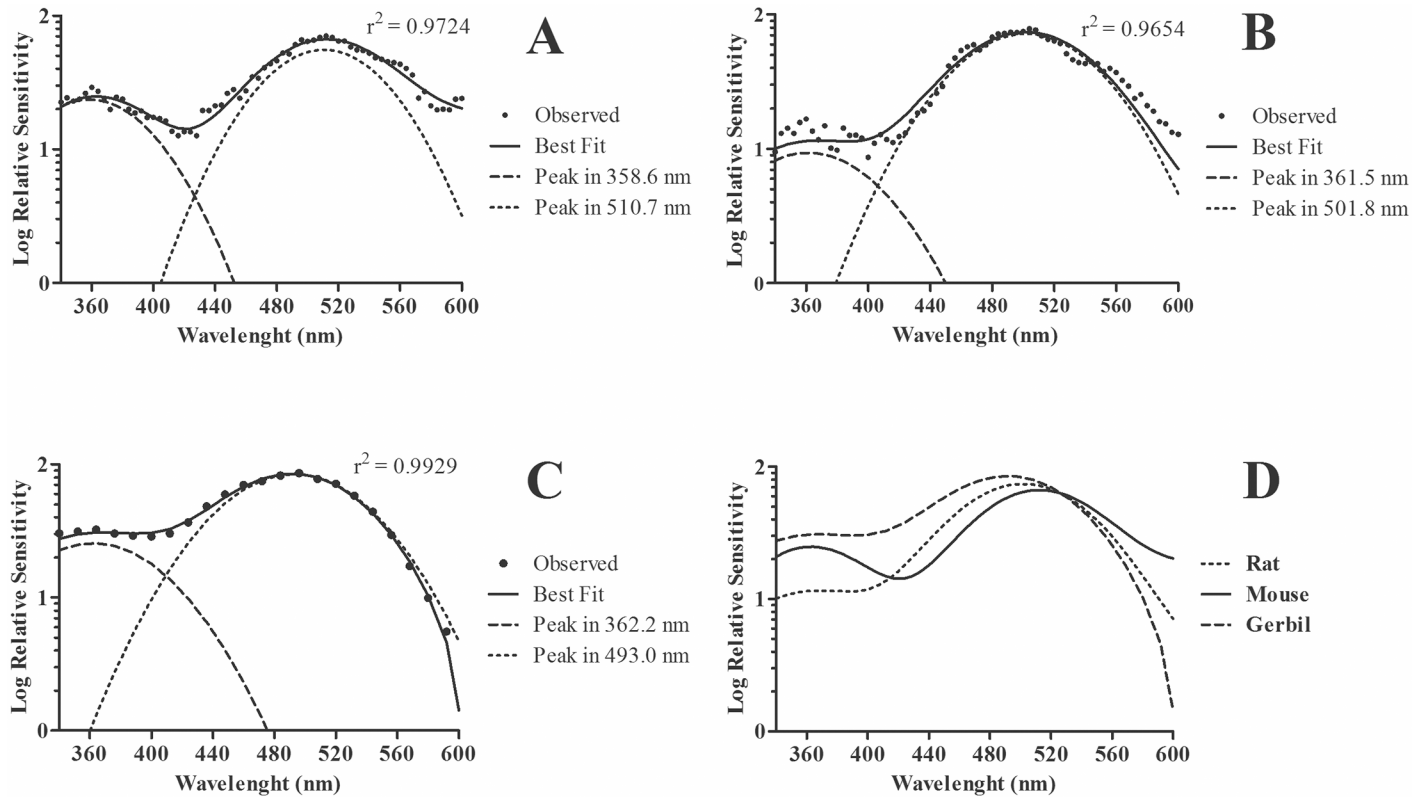 A
r² = 0.9724
Log Relative Sensitivity
2
1
0
360 400 440 480 520 560 600
Wavelenght (nm)
Observed
Best Fit
Peak in 358.6 nm
Peak in 510.7 nm
B
r² = 0.9654
Log Relative Sensitivity
2
1
0
360 400 440 480 520 560 600
Wavelenght (nm)
Observed
Best Fit
Peak in 361.5 nm
Peak in 501.8 nm
C
r² = 0.9929
Log Relative Sensitivity
2
1
0
360 400 440 480 520 560 600
Wavelenght (nm)
Observed
Best Fit
Peak in 362.2 nm
Peak in 493.0 nm
D
Log Relative Sensitivity
2
1
0
360 400 440 480 520 560 600
Wavelenght (nm)
Rat
Mouse
Gerbil